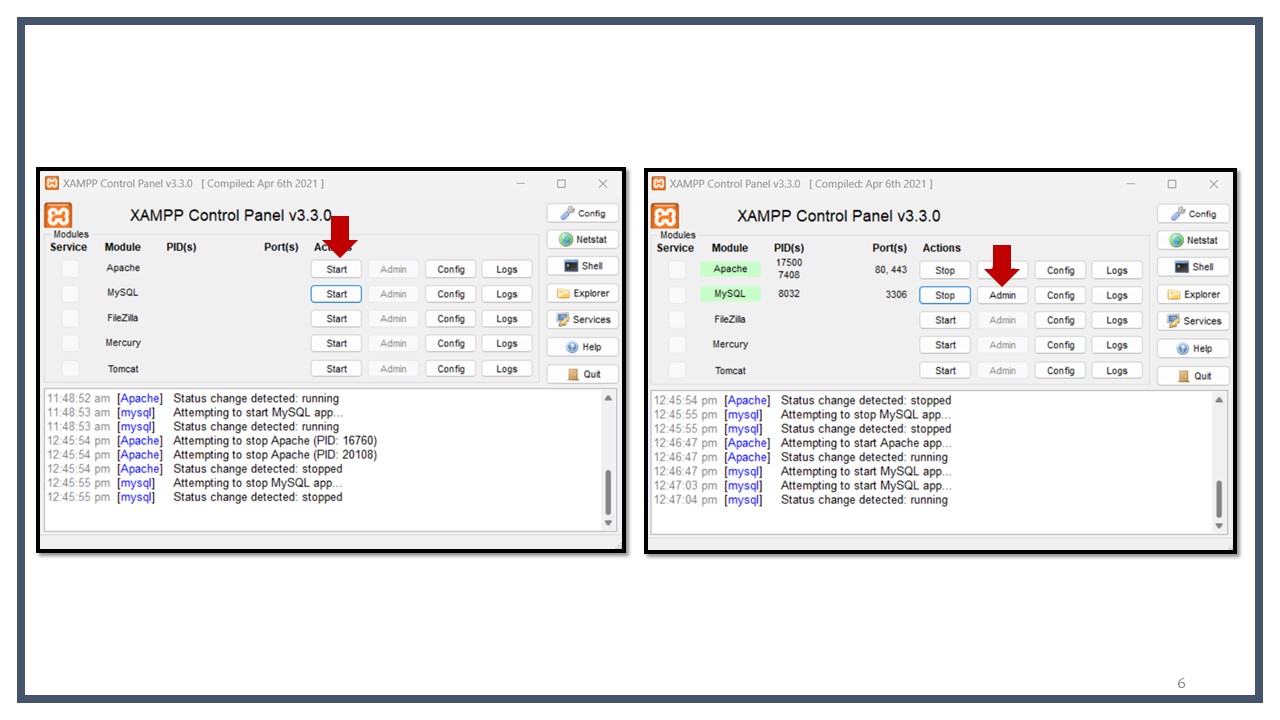 XAMPP Control Panel v3.3.0 [ Compiled: Apr 6th 2021 ]
XAMPP Control Panel v3.3.0
Modules
Service Module PID(s) Port(s)
Apache Start Admin Config Logs
MySQL Start Admin Config Logs
FileZilla Start Admin Config Logs
Mercury Start Admin Config Logs
Tomcat Start Admin Config Logs
Config
Netstat
Shell
Explorer
Services
Help
Quit
11:48:52 am [Apache] Status change detected: running
11:48:53 am [mysql] Attempting to start MySQL app...
11:48:53 am [mysql] Status change detected: running
12:45:54 pm [Apache] Attempting to stop Apache (PID: 16760)
12:45:54 pm [Apache] Attempting to stop Apache (PID: 20108)
12:45:54 pm [Apache] Status change detected: stopped
12:45:55 pm [mysql] Attempting to stop MySQL app...
12:45:55 pm [mysql] Status change detected: stopped
XAMPP Control Panel v3.3.0 [ Compiled: Apr 6th 2021 ]
XAMPP Control Panel v3.3.0
Modules
Service Module PID(s) Port(s) Actions
Apache 17500 7408 80, 443 Stop Config Logs
MySQL 8032 3306 Stop Admin Config Logs
FileZilla Start Admin Config Logs
Mercury Start Admin Config Logs
Tomcat Start Admin Config Logs
Config
Netstat
Shell
Explorer
Services
Help
Quit
12:45:54 pm [Apache] Status change detected: stopped
12:45:55 pm [mysql] Attempting to stop MySQL app...
12:45:55 pm [mysql] Status change detected: stopped
12:46:47 pm [Apache] Attempting to start Apache app...
12:46:47 pm [Apache] Status change detected: running
12:46:47 pm [mysql] Attempting to start MySQL app...
12:47:03 pm [mysql] Attempting to start MySQL app...
12:47:04 pm [mysql] Status change detected: running
6